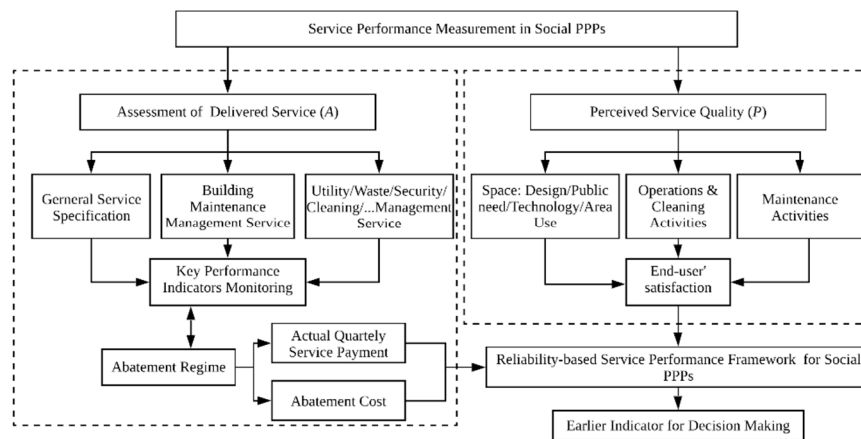 Service Performance Measurement in Social PPPs
Assessment of Delivered Service (A)
Perceived Service Quality (P)
Gerneral Service
Specification
Building
Maintenance
Management Service
Utility/Waste/Security/
Cleaning/...Management
Service
Space: Design/Public
need/Technology/Area
Use
Operations &
Cleaning
Activities
Maintenance
Activities
Key Performance
Indicators Monitoring
End-user'
satisfaction
Abatement Regime
Actual Quartely
Service Payment
Abatement Cost
Reliability-based Service Performance Framework for Social
PPPs
Earlier Indicator for Decision Making